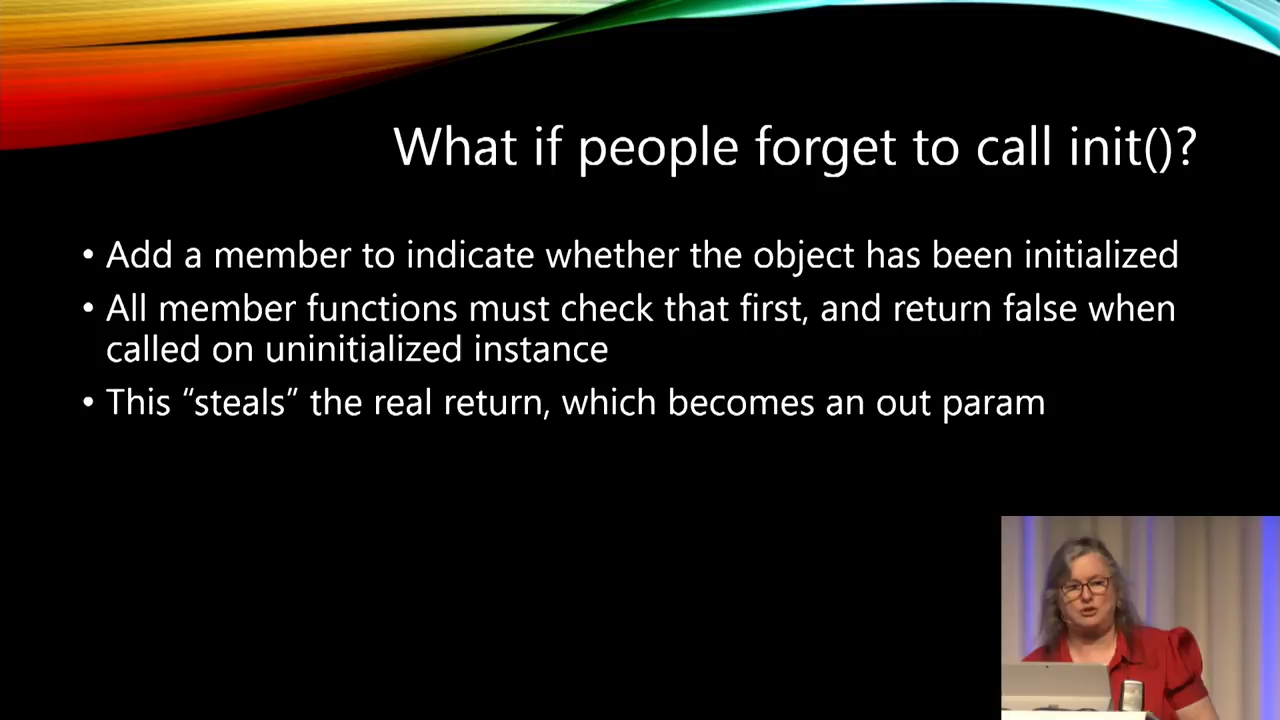 What if people forget to call init()?
• Add a member to indicate whether the object has been initialized
• All member functions must check that first, and return false when
called on uninitialized instance
• This “steals” the real return, which becomes an out param